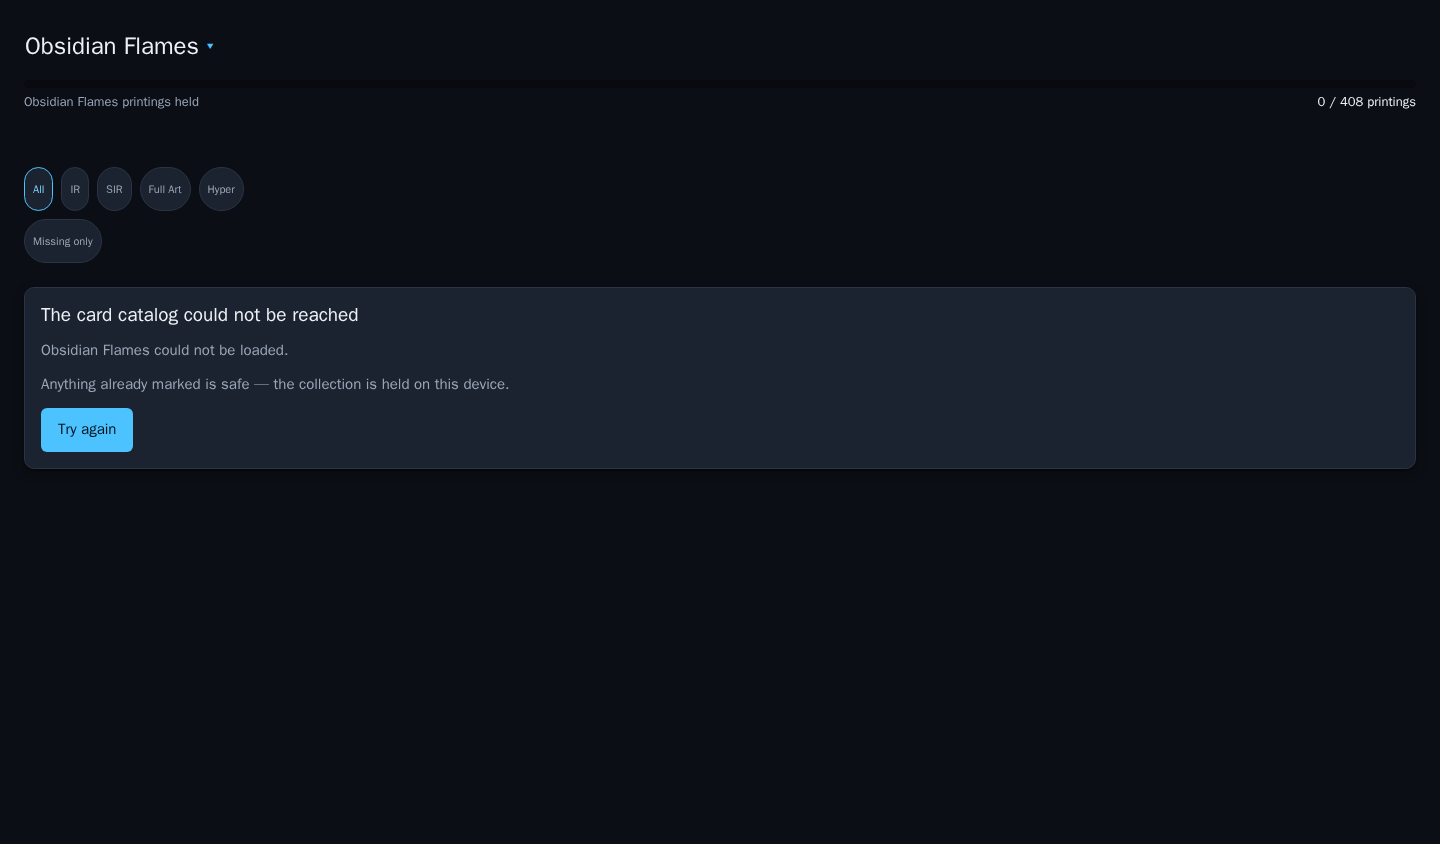 Obsidian Flames ▾
Obsidian Flames printings held
0 / 408 printings
All
IR
SIR
Full Art
Hyper
Missing only
The card catalog could not be reached
Obsidian Flames could not be loaded.
Anything already marked is safe — the collection is held on this device.
Try again